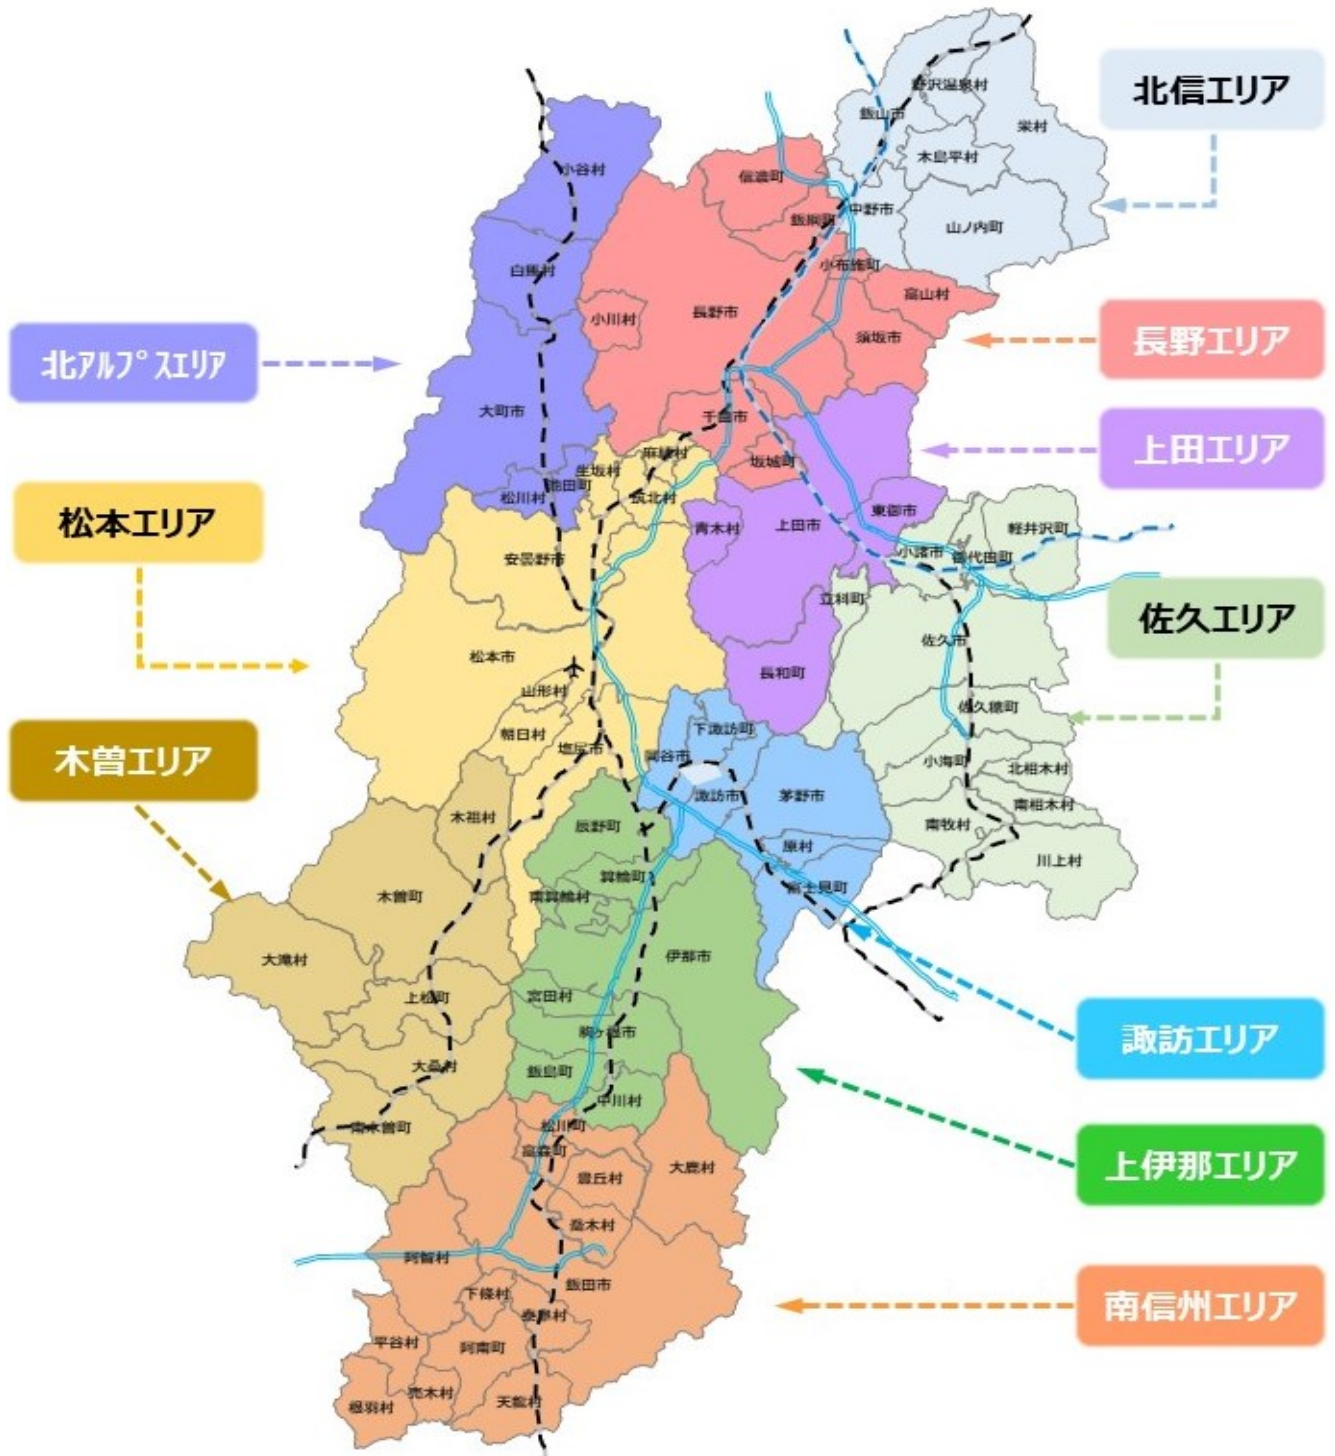 北信エリア
野沢温泉村
飯山市
栄村
木島平村
中野市
山ノ内町
小谷村
白馬村
大町市
池田町
松川村
北アルプスエリア
信濃町
飯綱町
小布施町
高山村
長野市
小川村
須坂市
千曲市
坂城町
長野エリア
上田エリア
青木村
上田市
東御市
長和町
松本エリア
麻績村
生坂村
筑北村
安曇野市
松本市
山形村
朝日村
塩尻市
軽井沢町
小諸市
御代田町
立科町
佐久市
佐久穂町
小海町
北相木村
南相木村
南牧村
川上村
佐久エリア
木曽エリア
木祖村
木曽町
大滝村
上松町
大桑村
南木曽町
下諏訪町
岡谷市
諏訪市
茅野市
原村
富士見町
諏訪エリア
辰野町
箕輪町
南箕輪村
伊那市
宮田村
駒ヶ根市
飯島町
中川村
上伊那エリア
松川町
高森町
豊丘村
大鹿村
喬木村
阿智村
飯田市
下條村
泰阜村
平谷村
阿南町
売木村
根羽村
天龍村
南信州エリア